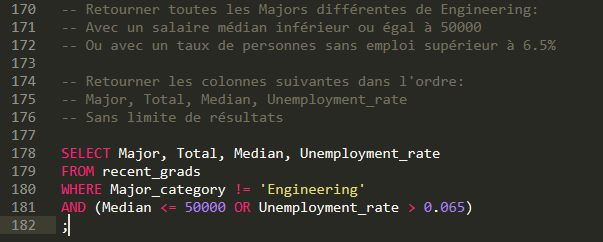 170 -- Retourner toutes les Majors différentes de Engineering:
171 -- Avec un salaire médian inférieur ou égal à 50000
172 -- Ou avec un taux de personnes sans emploi supérieur à 6.5%
173
174 -- Retourner les colonnes suivantes dans l'ordre:
175 -- Major, Total, Median, Unemployment_rate
176 -- Sans limite de résultats
177
178 SELECT Major, Total, Median, Unemployment_rate
179 FROM recent_grads
180 WHERE Major_category != 'Engineering'
181 AND (Median <= 50000 OR Unemployment_rate > 0.065)
182 ;